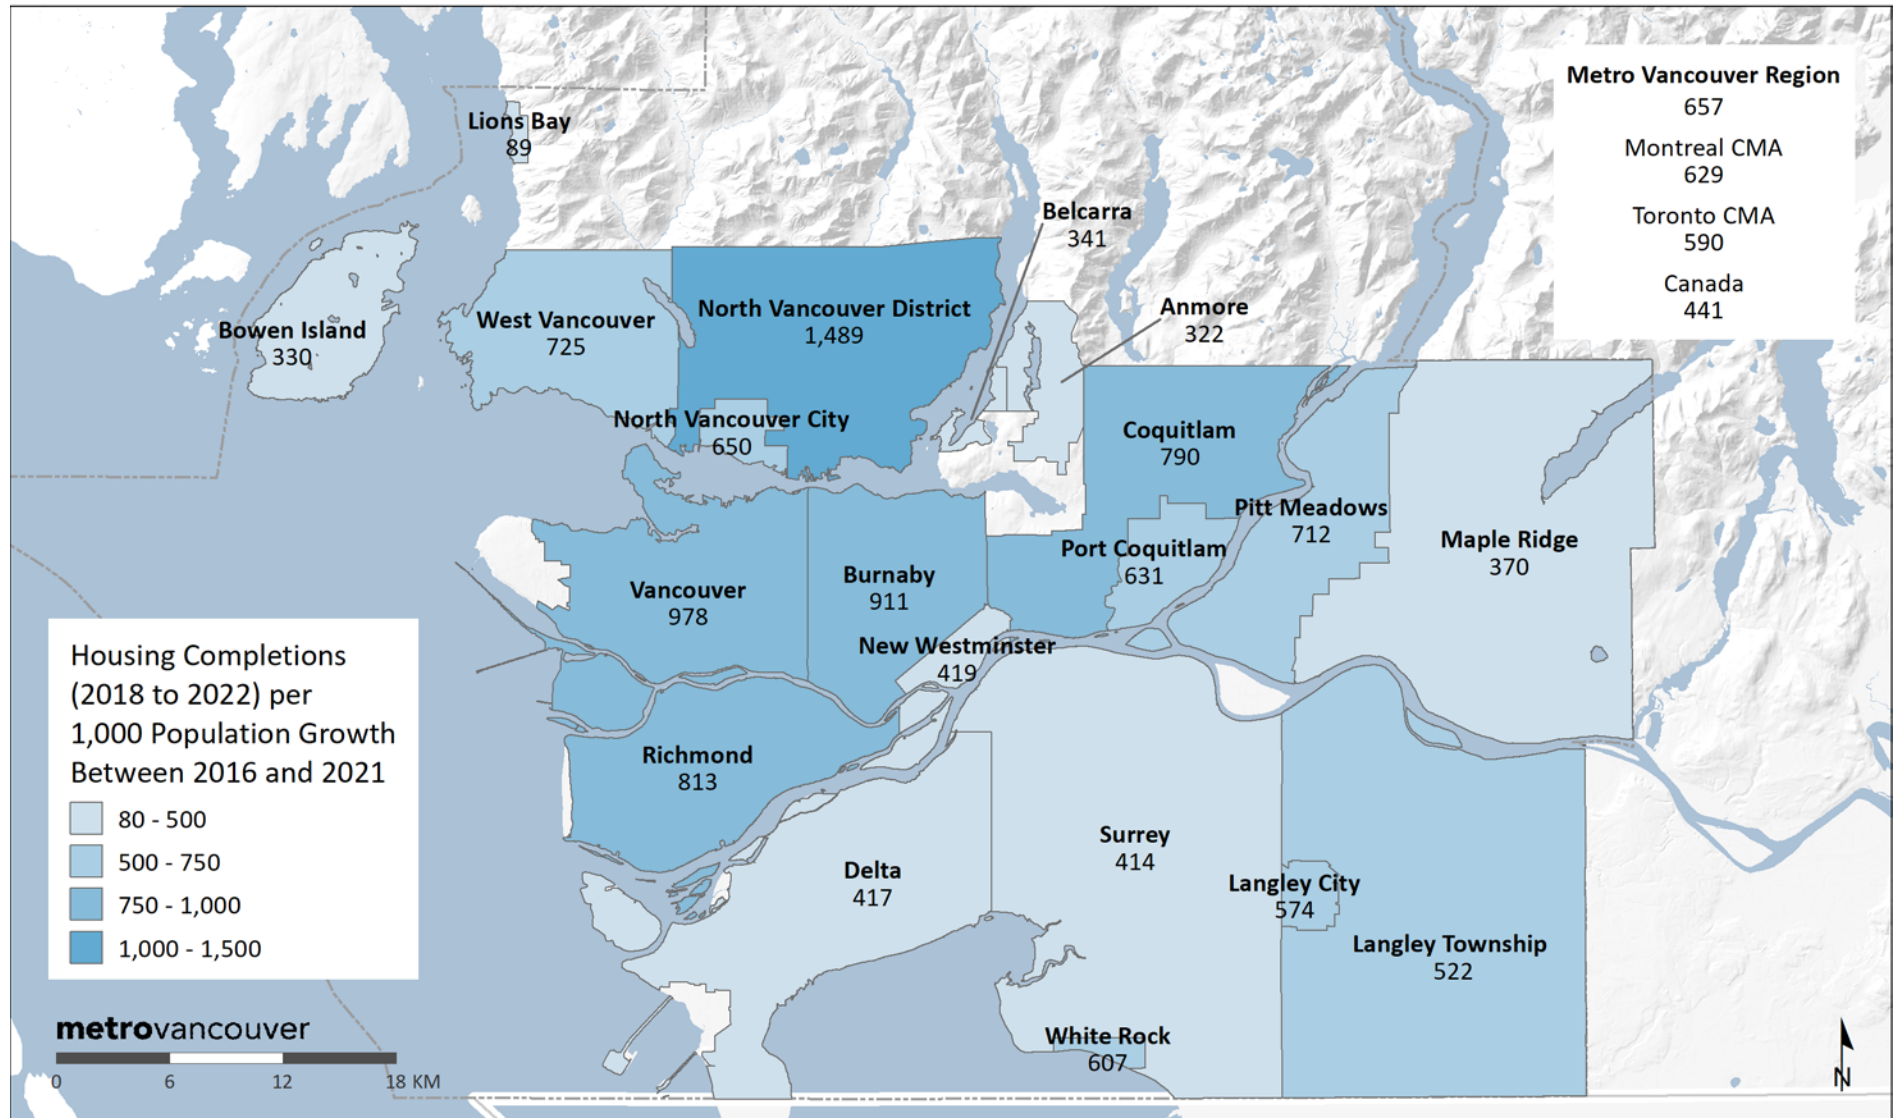 Metro Vancouver Region
657
Montreal CMA
629
Toronto CMA
590
Canada
441
Lions Bay
89
Belcarra
341
Bowen Island
330
West Vancouver
725
North Vancouver District
1,489
Anmore
322
North Vancouver City
650
Coquitlam
790
Pitt Meadows
712
Maple Ridge
370
Port Coquitlam
631
Vancouver
978
Burnaby
911
New Westminster
419
Richmond
813
Surrey
414
Delta
417
Langley City
574
Langley Township
522
White Rock
607
Housing Completions
(2018 to 2022) per
1,000 Population Growth
Between 2016 and 2021
80 - 500
500 - 750
750 - 1,000
1,000 - 1,500
metrovancouver
0 6 12 18 KM
N